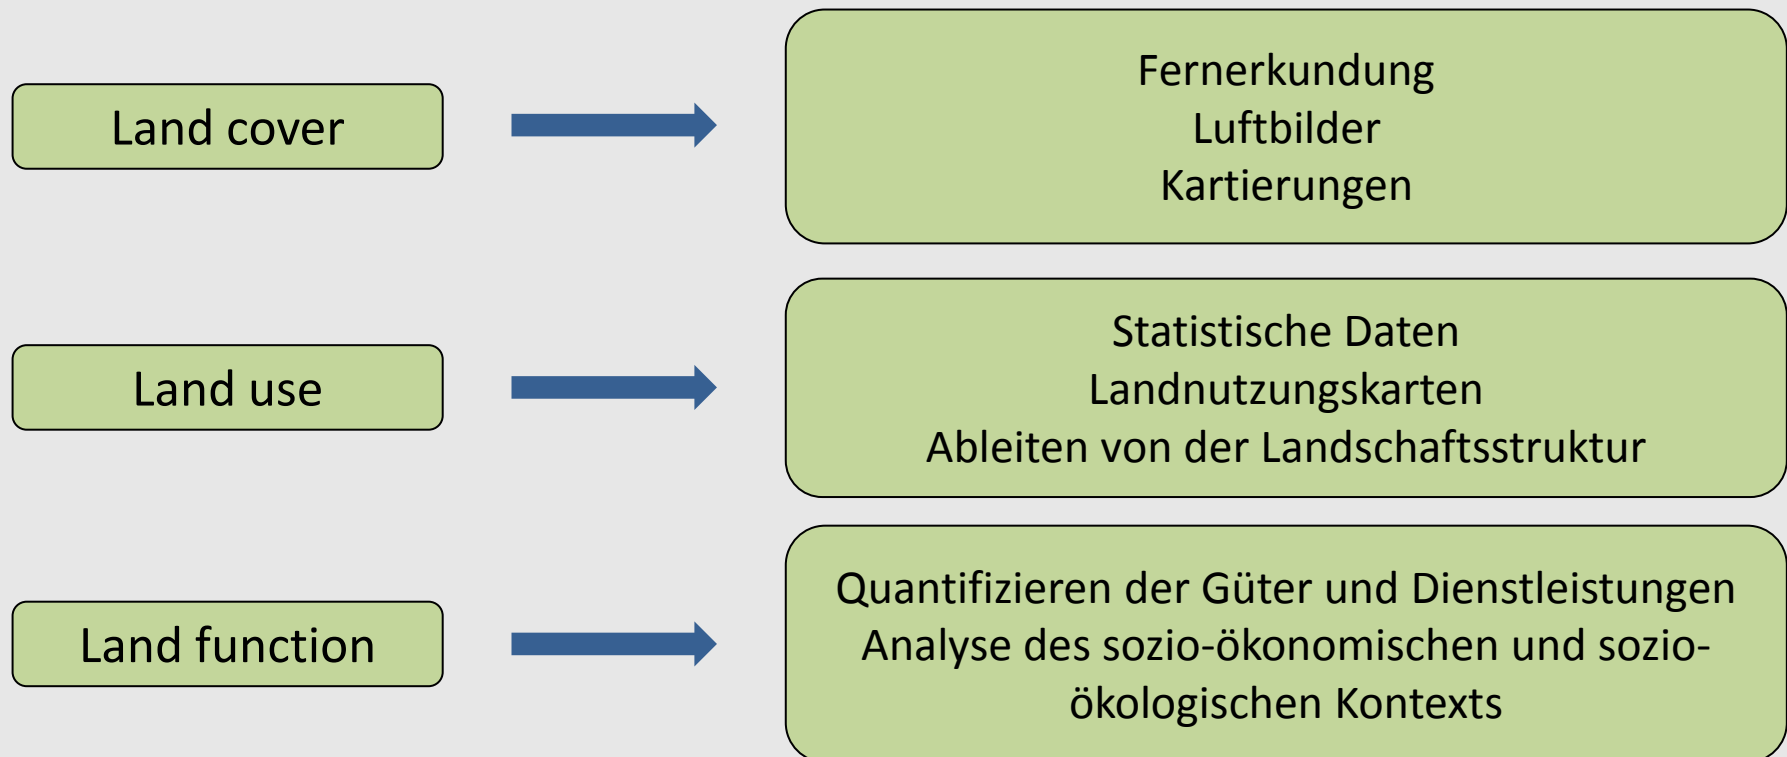 Land cover
Fernerkundung
Luftbilder
Kartierungen
Land use
Statistische Daten
Landnutzungskarten
Ableiten von der Landschaftsstruktur
Land function
Quantifizieren der Güter und Dienstleistungen
Analyse des sozio-ökonomischen und sozio-
ökologischen Kontexts